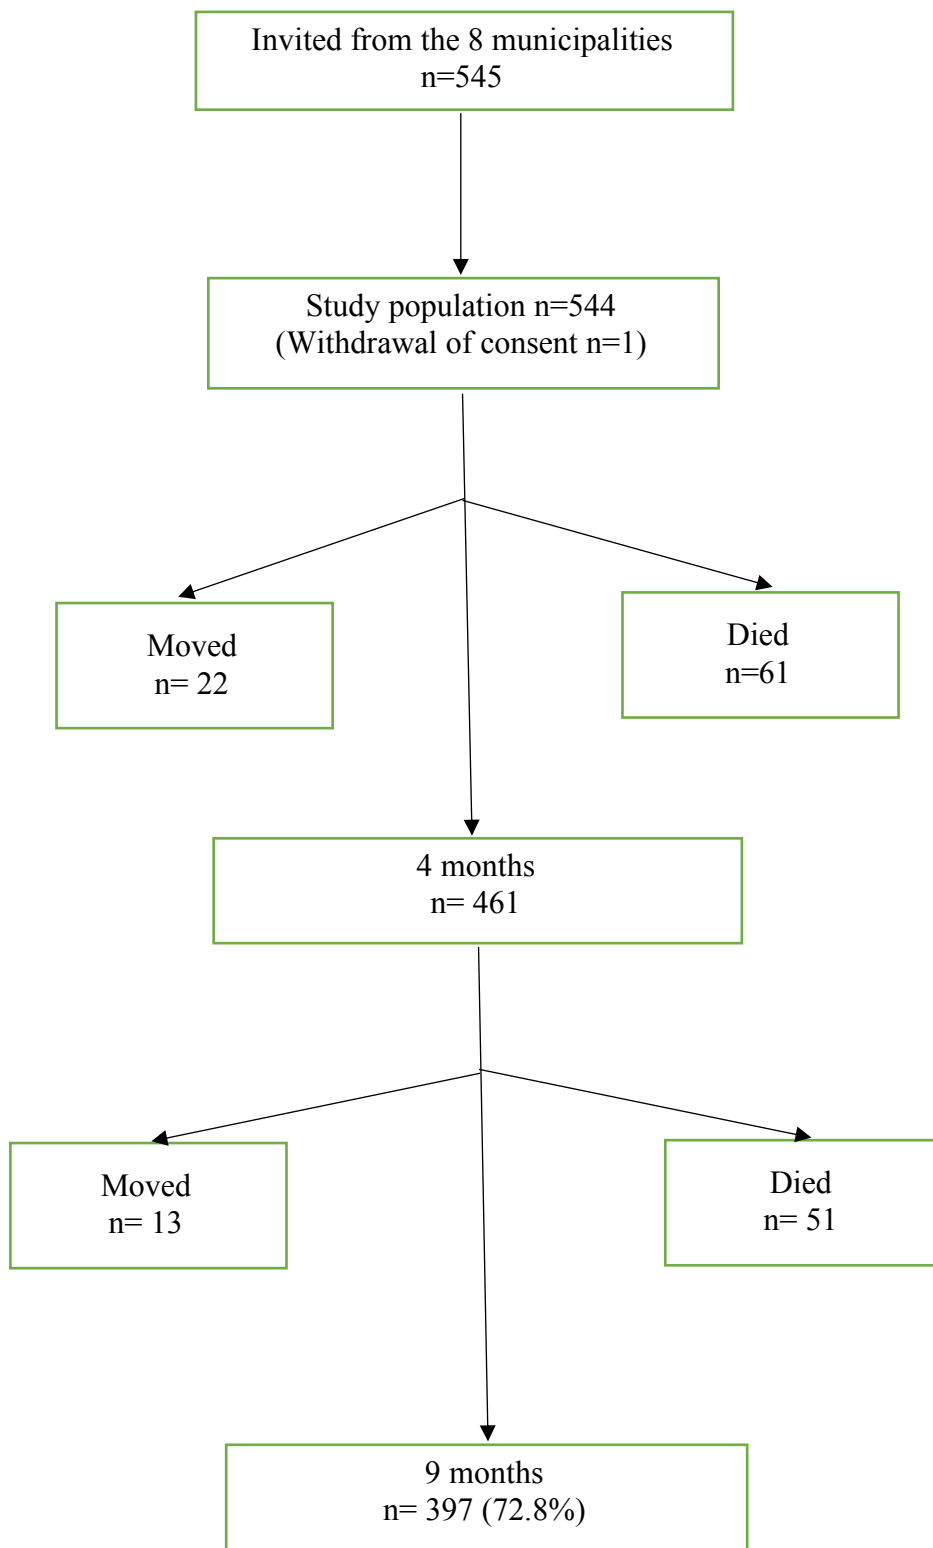 Invited from the 8 municipalities
n=545
Study population n=544
(Withdrawal of consent n=1)
Moved
n= 22
Died
n=61
4 months
n= 461
Moved
n= 13
Died
n= 51
9 months
n= 397 (72.8%)